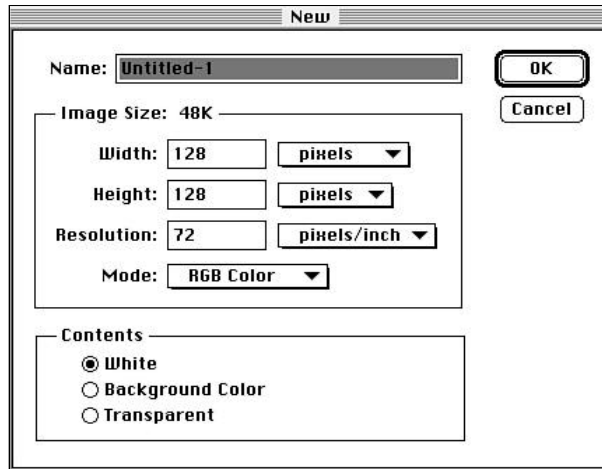 New
Name: Untitled-1
OK
Cancel
Image Size: 48K
Width: 128 pixels
Height: 128 pixels
Resolution: 72 pixels/inch
Mode: RGB Color
Contents
White
Background Color
Transparent